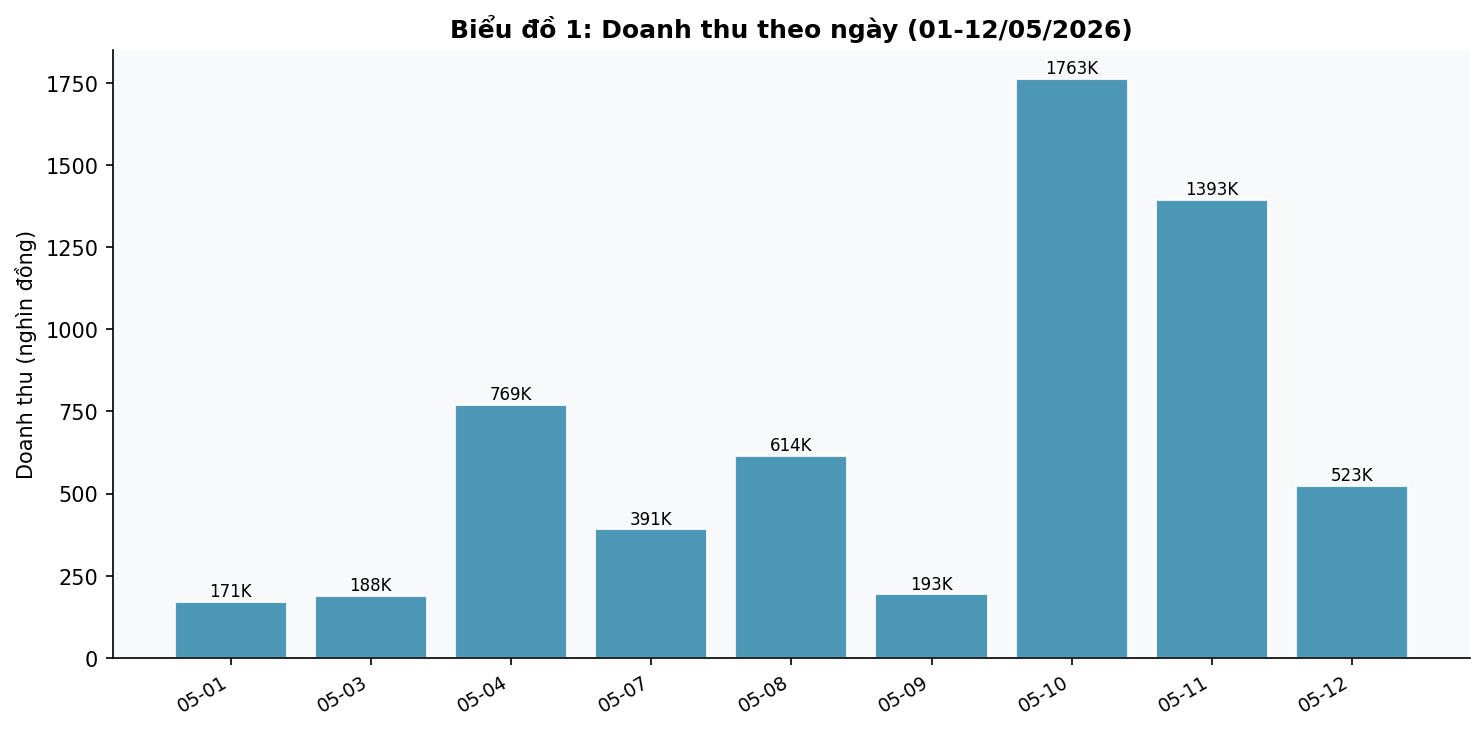 Biểu đồ 1: Doanh thu theo ngày (01-12/05/2026)
Doanh thu (nghìn đồng)
1750
1500
1250
1000
750
500
250
0
171K
188K
769K
391K
614K
193K
1763K
1393K
523K
05-01
05-03
05-04
05-07
05-08
05-09
05-10
05-11
05-12